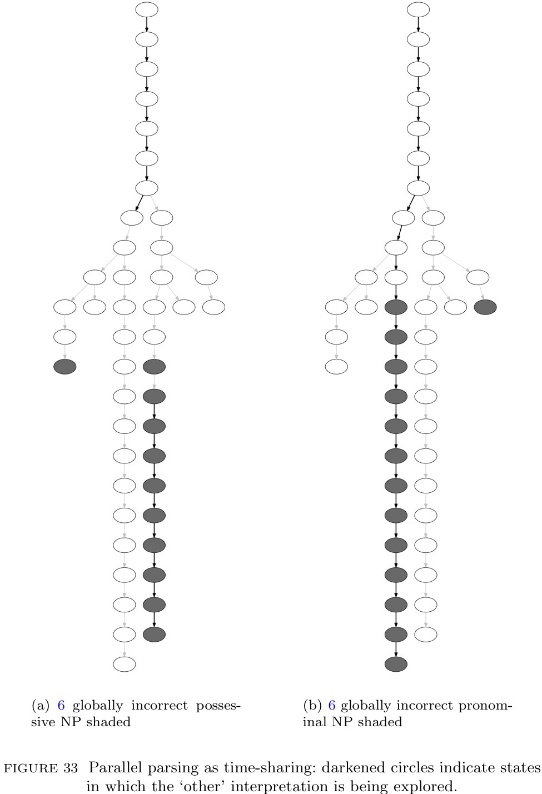 (a) 6 globally incorrect posses-
sive NP shaded
(b) 6 globally incorrect pronom-
inal NP shaded
FIGURE 33 Parallel parsing as time-sharing: darkened circles indicate states
in which the ‘other’ interpretation is being explored.